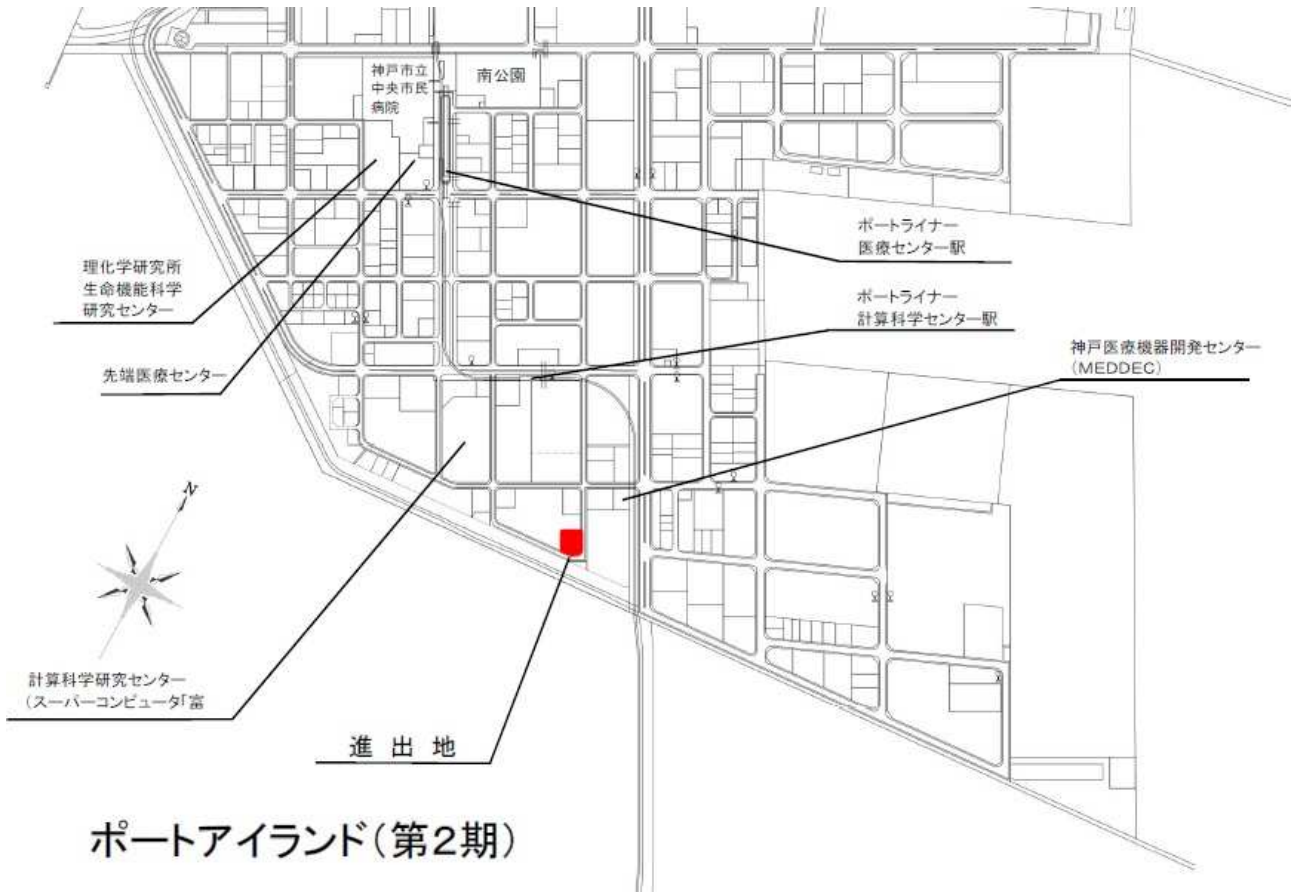 神戸市立
中央市民
病院
南公園
ポートライナー
医療センター駅
理化学研究所
生命機能科学
研究センター
ポートライナー
計算科学センター駅
神戸医療機器開発センター
（MEDDEC）
先端医療センター
N
計算科学研究センター
（スーパーコンピュータ「富
進 出 地
ポートアイランド（第２期）